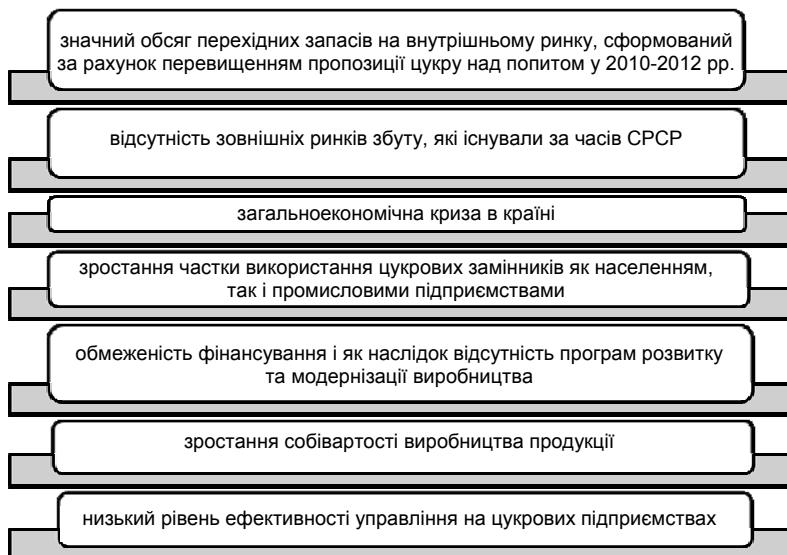 значний обсяг перехідних запасів на внутрішньому ринку, сформований
за рахунок перевищенням пропозиції цукру над попитом у 2010-2012 рр.
відсутність зовнішніх ринків збуту, які існували за часів СРСР
загальноекономічна криза в країні
зростання частки використання цукрових замінників як населенням,
так і промисловими підприємствами
обмеженість фінансування і як наслідок відсутність програм розвитку
та модернізації виробництва
зростання собівартості виробництва продукції
низький рівень ефективності управління на цукрових підприємствах